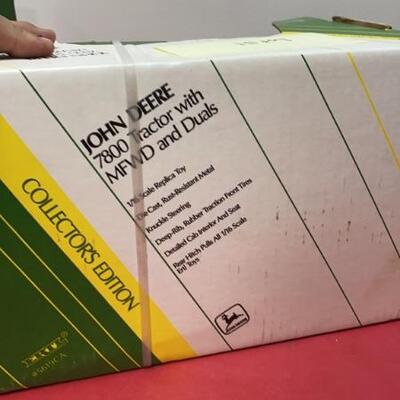 JOHN DEERE
7800 Tractor with
MFWD and Duals
1/16 Scale Replica Toy
Die Cast, Rust-Resistant Metal
Knuckle Steering
Deep-Rib, Rubber Traction Front Tires
Detailed Cab Interior And Seat
Rear Hitch Pulls All 1/16 Scale
Ertl Toys
COLLECTOR'S EDITION
ERTL®
JOHN DEERE